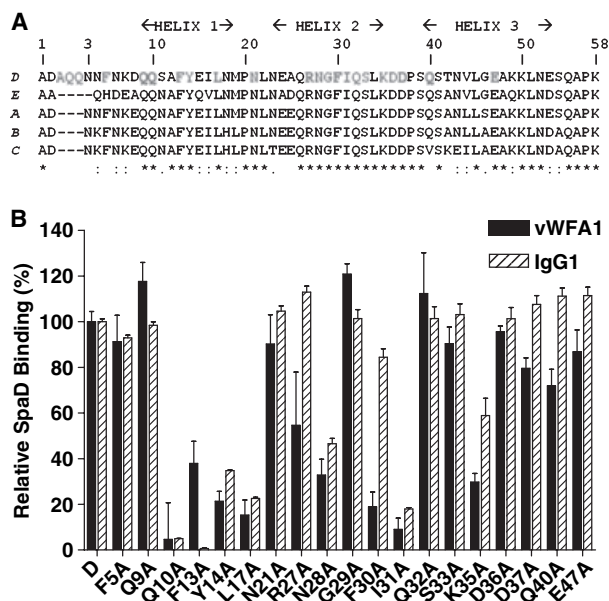 A
←HELIX 1→ ← HELIX 2 → ← HELIX 3 →
1 3 10 20 30 40 50 58
D ADAQQNNFNKDQQSAFYEILNMPNLNEAQRNGFIQSLKDDPSQSTNVLGEAKKLNESQAPK
E AA----QHDEAQQNAFYQVLNMPNLNADQRNGFIQSLKDDPSQSANVLGEAQKLNDSQAPK
A AD---NNFNKEQQNAFYEILNMPNLNEEQRNGFIQSLKDDPSQSANLLSEAKKLNESQAPK
B AD---NKFNKEQQNAFYEILHLPNLNEEQRNGFIQSLKDDPSQSANLLAEAKKLNDAQAPK
C AD---NKFNKEQQNAFYEILHLPNLTEEQRNGFIQSLKDDPSVSKEILAEAKKLNDAQAPK
B
Relative SpaD Binding (%)
140
120
100
80
60
40
20
0
vWFA1
IgG1
D F5A Q9A Q10A F13A Y14A L17A N21A R27A N28A G29A F30A I31A Q32A S33A K35A D36A D37A Q40A E47A